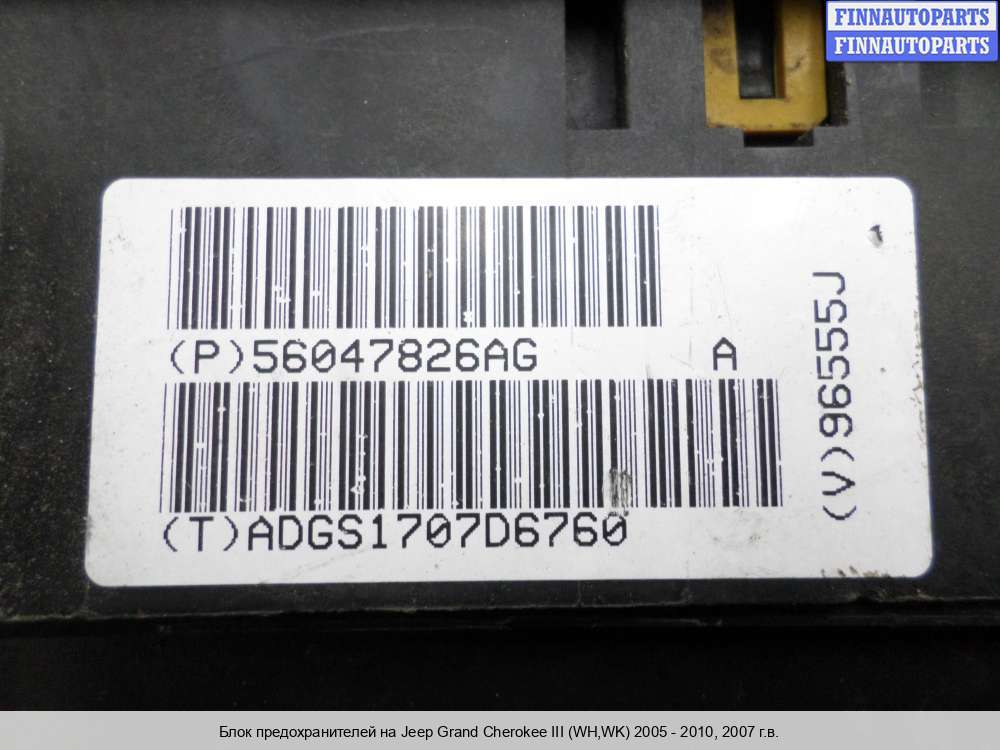 FINNAUTOPARTS
FINNAUTOPARTS
(P)56047826AG A
(T)ADGS1707D6760
(V)96555J
Блок предохранителей на Jeep Grand Cherokee III (WH,WK) 2005 - 2010, 2007 г.в.